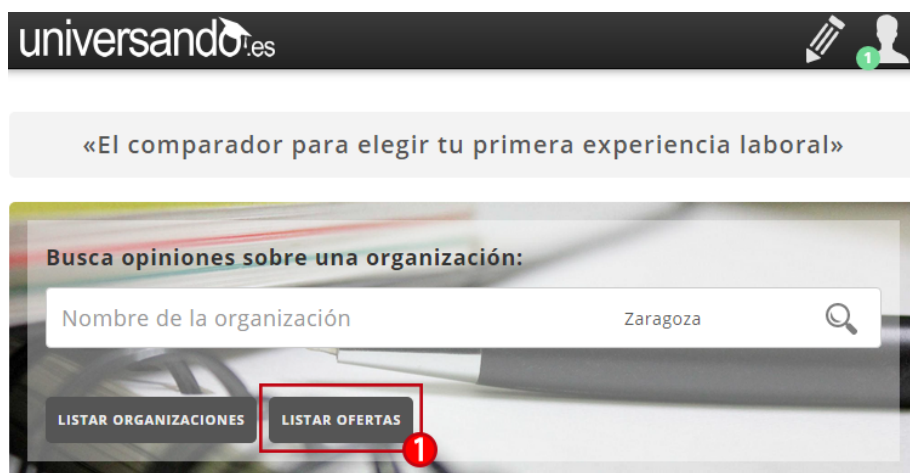 universando.es
1
«El comparador para elegir tu primera experiencia laboral»
Busca opiniones sobre una organización:
Nombre de la organización Zaragoza
LISTAR ORGANIZACIONES LISTAR OFERTAS
1